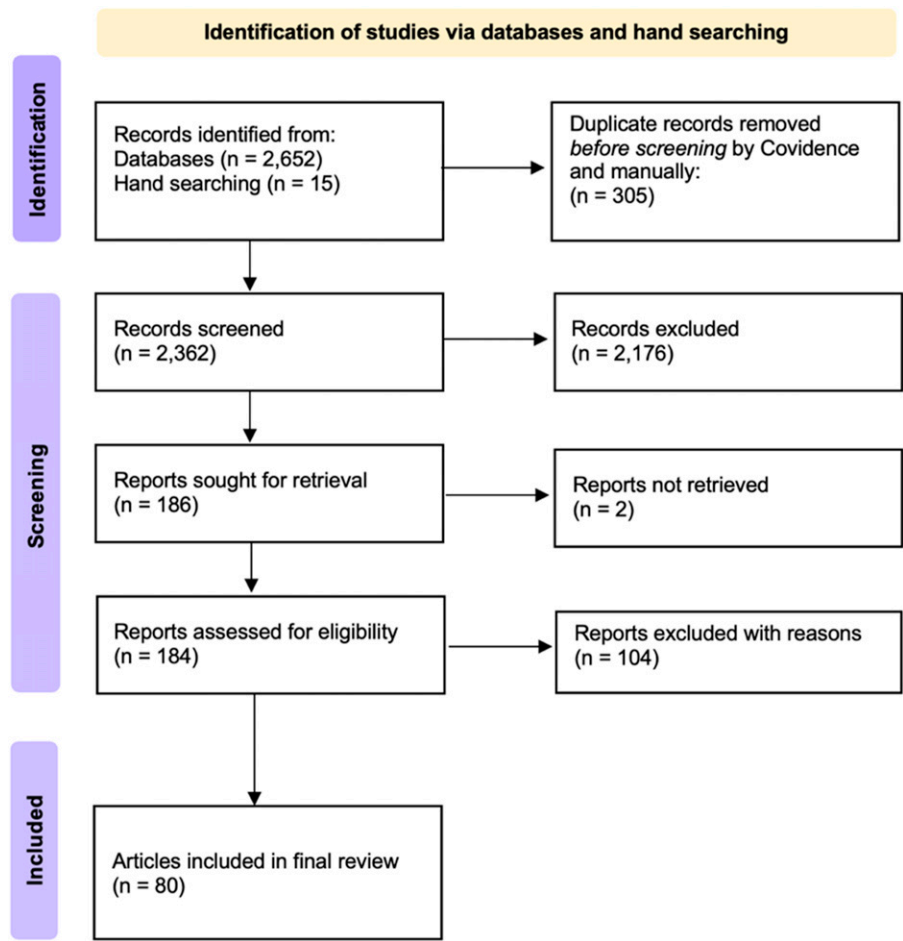 Identification of studies via databases and hand searching
Identification
Records identified from:
Databases (n = 2,652)
Hand searching (n = 15)
Duplicate records removed
before screening by Covidence
and manually:
(n = 305)
Screening
Records screened
(n = 2,362)
Records excluded
(n = 2,176)
Reports sought for retrieval
(n = 186)
Reports not retrieved
(n = 2)
Reports assessed for eligibility
(n = 184)
Reports excluded with reasons
(n = 104)
Included
Articles included in final review
(n = 80)